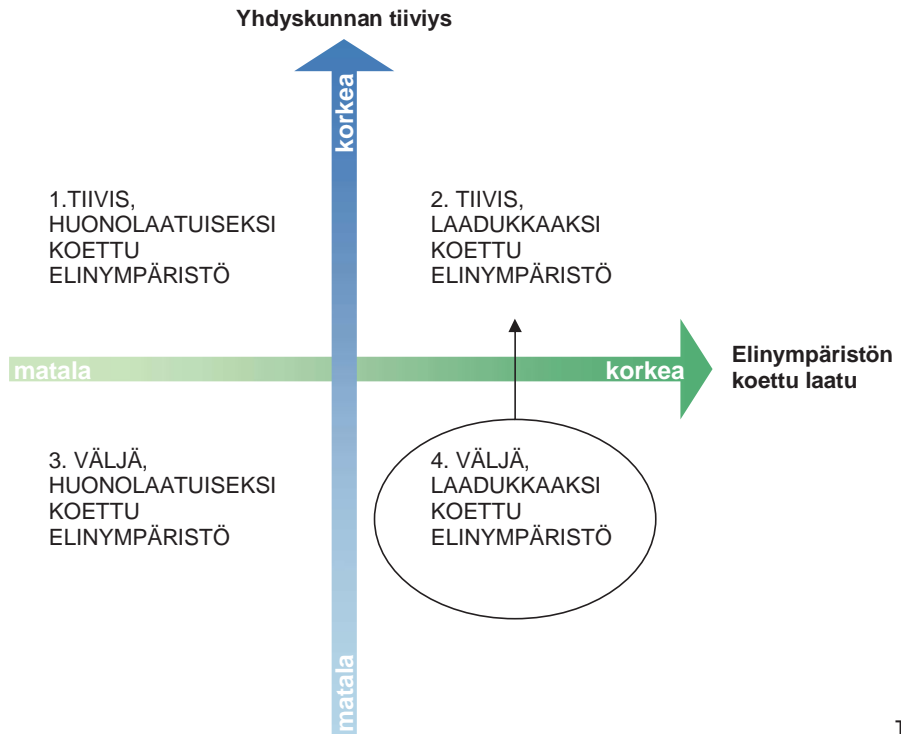 Yhdyskunnan tiiviys
korkea
1.TIIVIS,
HUONOLAATUISEKSI
KOETTU
ELINYMPÄRISTÖ
2. TIIVIS,
LAADUKKAAKSI
KOETTU
ELINYMPÄRISTÖ
matala
korkea
Elinympäristön
koettu laatu
3. VÄLJÄ,
HUONOLAATUISEKSI
KOETTU
ELINYMPÄRISTÖ
4. VÄLJÄ,
LAADUKKAAKSI
KOETTU
ELINYMPÄRISTÖ
matala
T